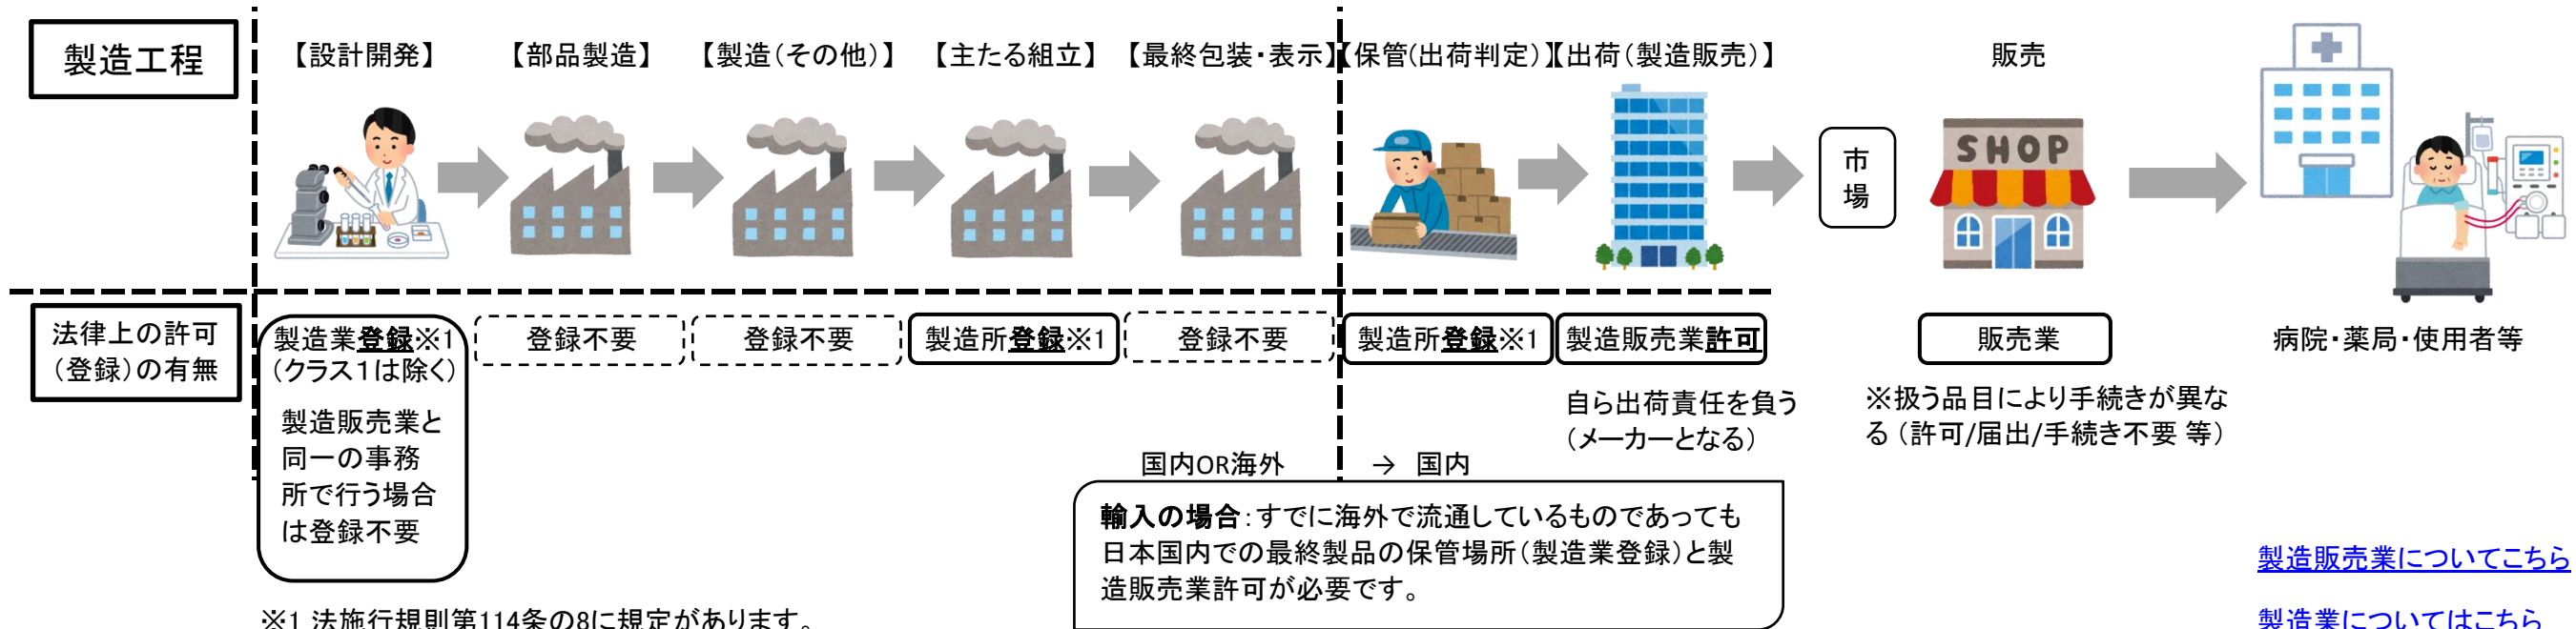 製造工程
【設計開発】
【部品製造】
【製造(その他)】
【主たる組立】
【最終包装・表示】
【保管(出荷判定)】
【出荷(製造販売)】
販売
市
場
SHOP
法律上の許可
(登録)の有無
製造業登録※1
(クラス1は除く)
製造販売業と
同一の事務
所で行う場合
は登録不要
登録不要
登録不要
製造所登録※1
登録不要
製造所登録※1
製造販売業許可
自ら出荷責任を負う
(メーカーとなる)
販売業
※扱う品目により手続きが異な
る(許可/届出/手続き不要 等)
病院・薬局・使用者等
国内OR海外 → 国内
輸入の場合:すでに海外で流通しているものであっても
日本国内での最終製品の保管場所(製造業登録)と製
造販売業許可が必要です。
製造販売業についてこちら
※1 法施行規則第114条の8に規定があります。
製造業についてはこちら